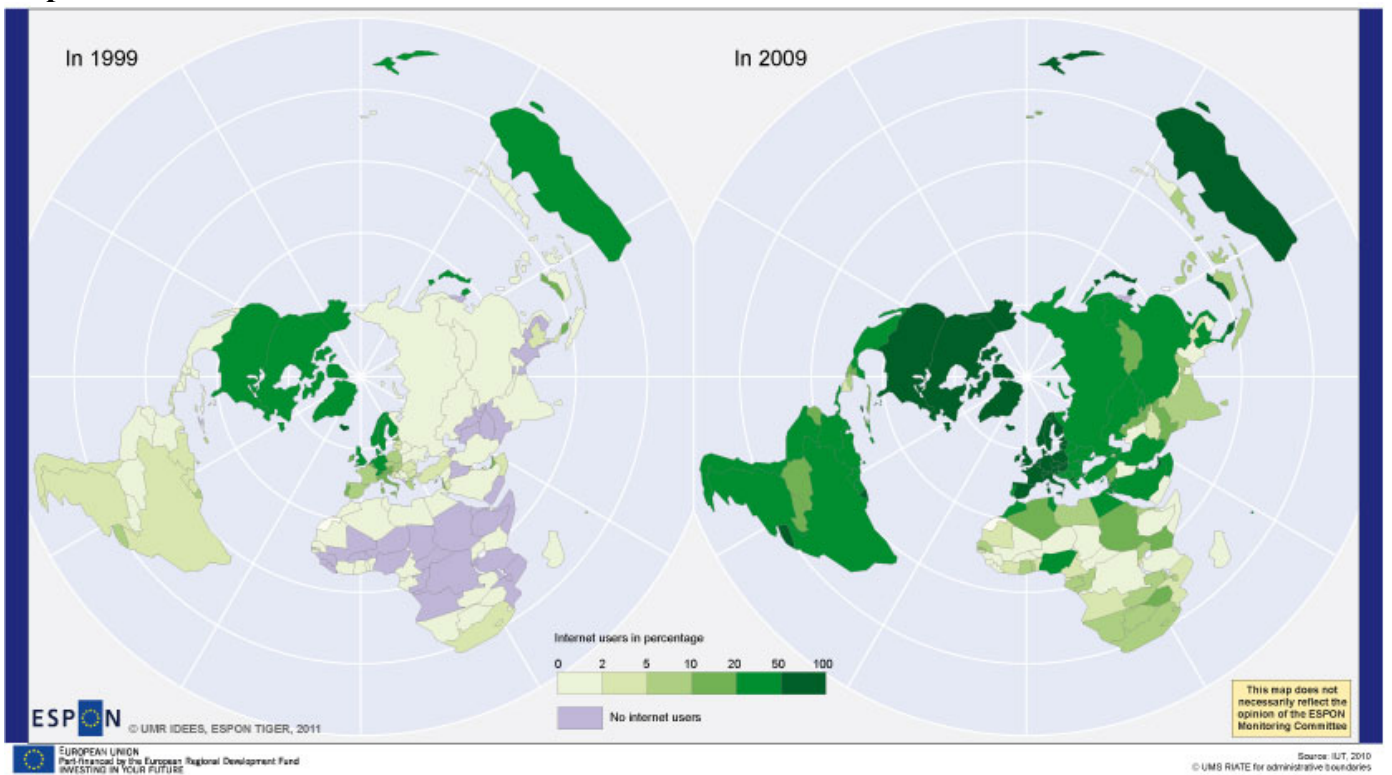 In 1999
In 2009
Internet users in percentage
0 2 5 10 20 50 100
No internet users
ESPON
© UMR IDEES, ESPON TIGER, 2011
This map does not
necessarily reflect the
opinion of the ESPON
Monitoring Committee
EUROPEAN UNION
Part-financed by the European Regional Development Fund
INVESTING IN YOUR FUTURE
Source: IUT, 2010
© UMS RIATE for administrative boundaries